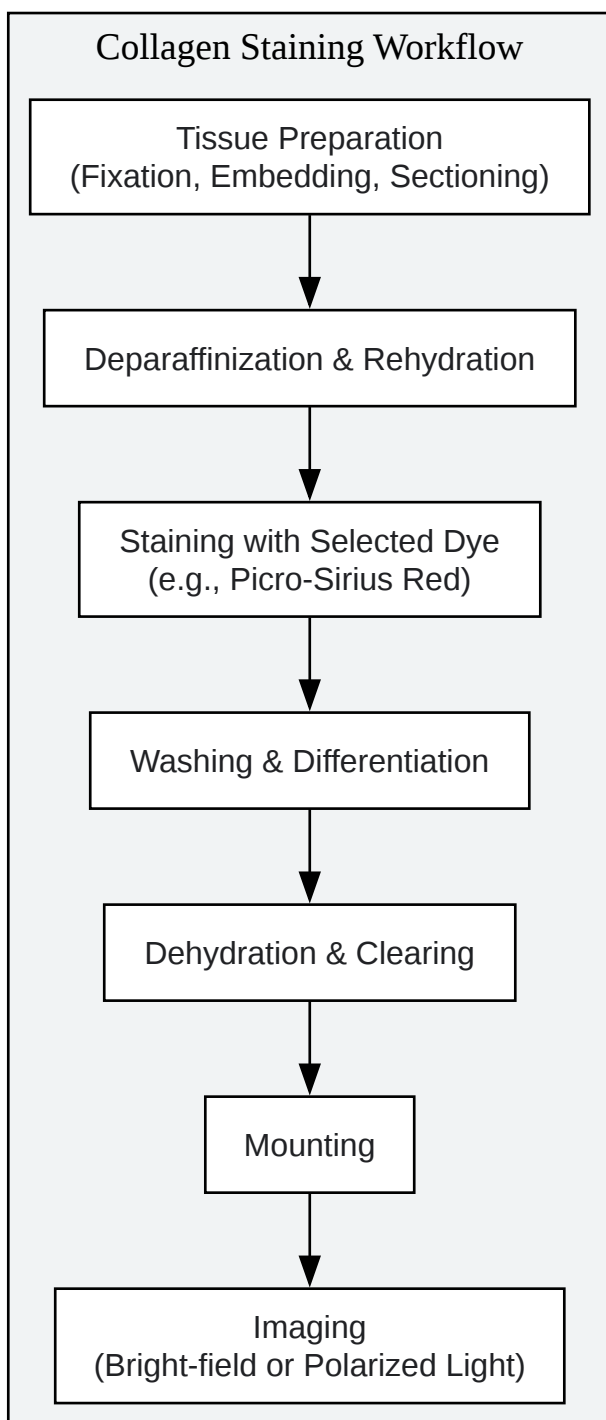 Collagen Staining Workflow
Tissue Preparation
(Fixation, Embedding, Sectioning)
Deparaffinization & Rehydration
Staining with Selected Dye
(e.g., Picro-Sirius Red)
Washing & Differentiation
Dehydration & Clearing
Mounting
Imaging
(Bright-field or Polarized Light)